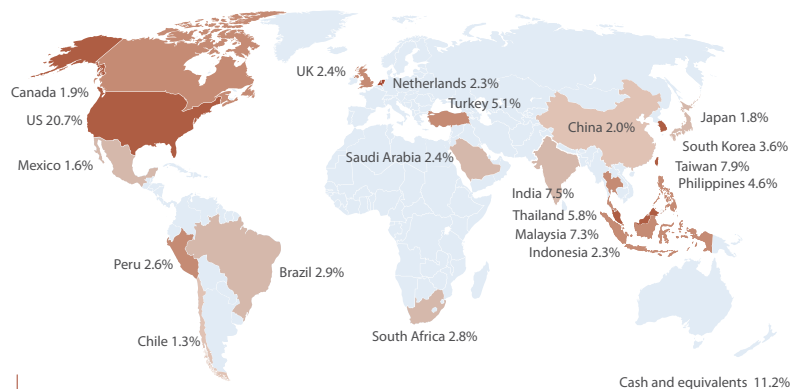 UK 2.4%
Netherlands 2.3%
Canada 1.9%
Turkey 5.1%
US 20.7%
Japan 1.8%
China 2.0%
South Korea 3.6%
Mexico 1.6%
Saudi Arabia 2.4%
Taiwan 7.9%
Philippines 4.6%
India 7.5%
Thailand 5.8%
Malaysia 7.3%
Indonesia 2.3%
Peru 2.6%
Brazil 2.9%
South Africa 2.8%
Chile 1.3%
Cash and equivalents 11.2%